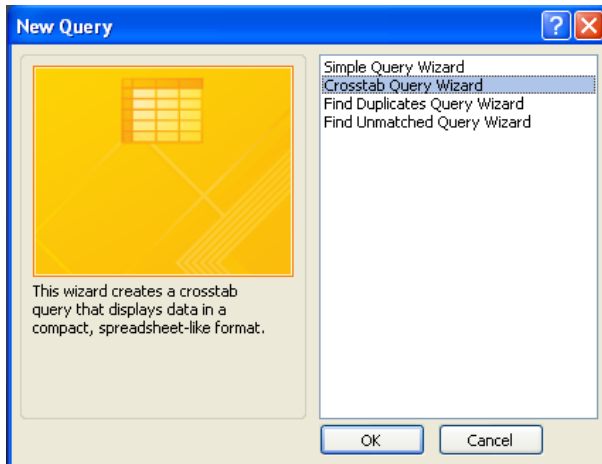 New Query
?
X
Simple Query Wizard
Crosstab Query Wizard
Find Duplicates Query Wizard
Find Unmatched Query Wizard
This wizard creates a crosstab
query that displays data in a
compact, spreadsheet-like format.
OK
Cancel